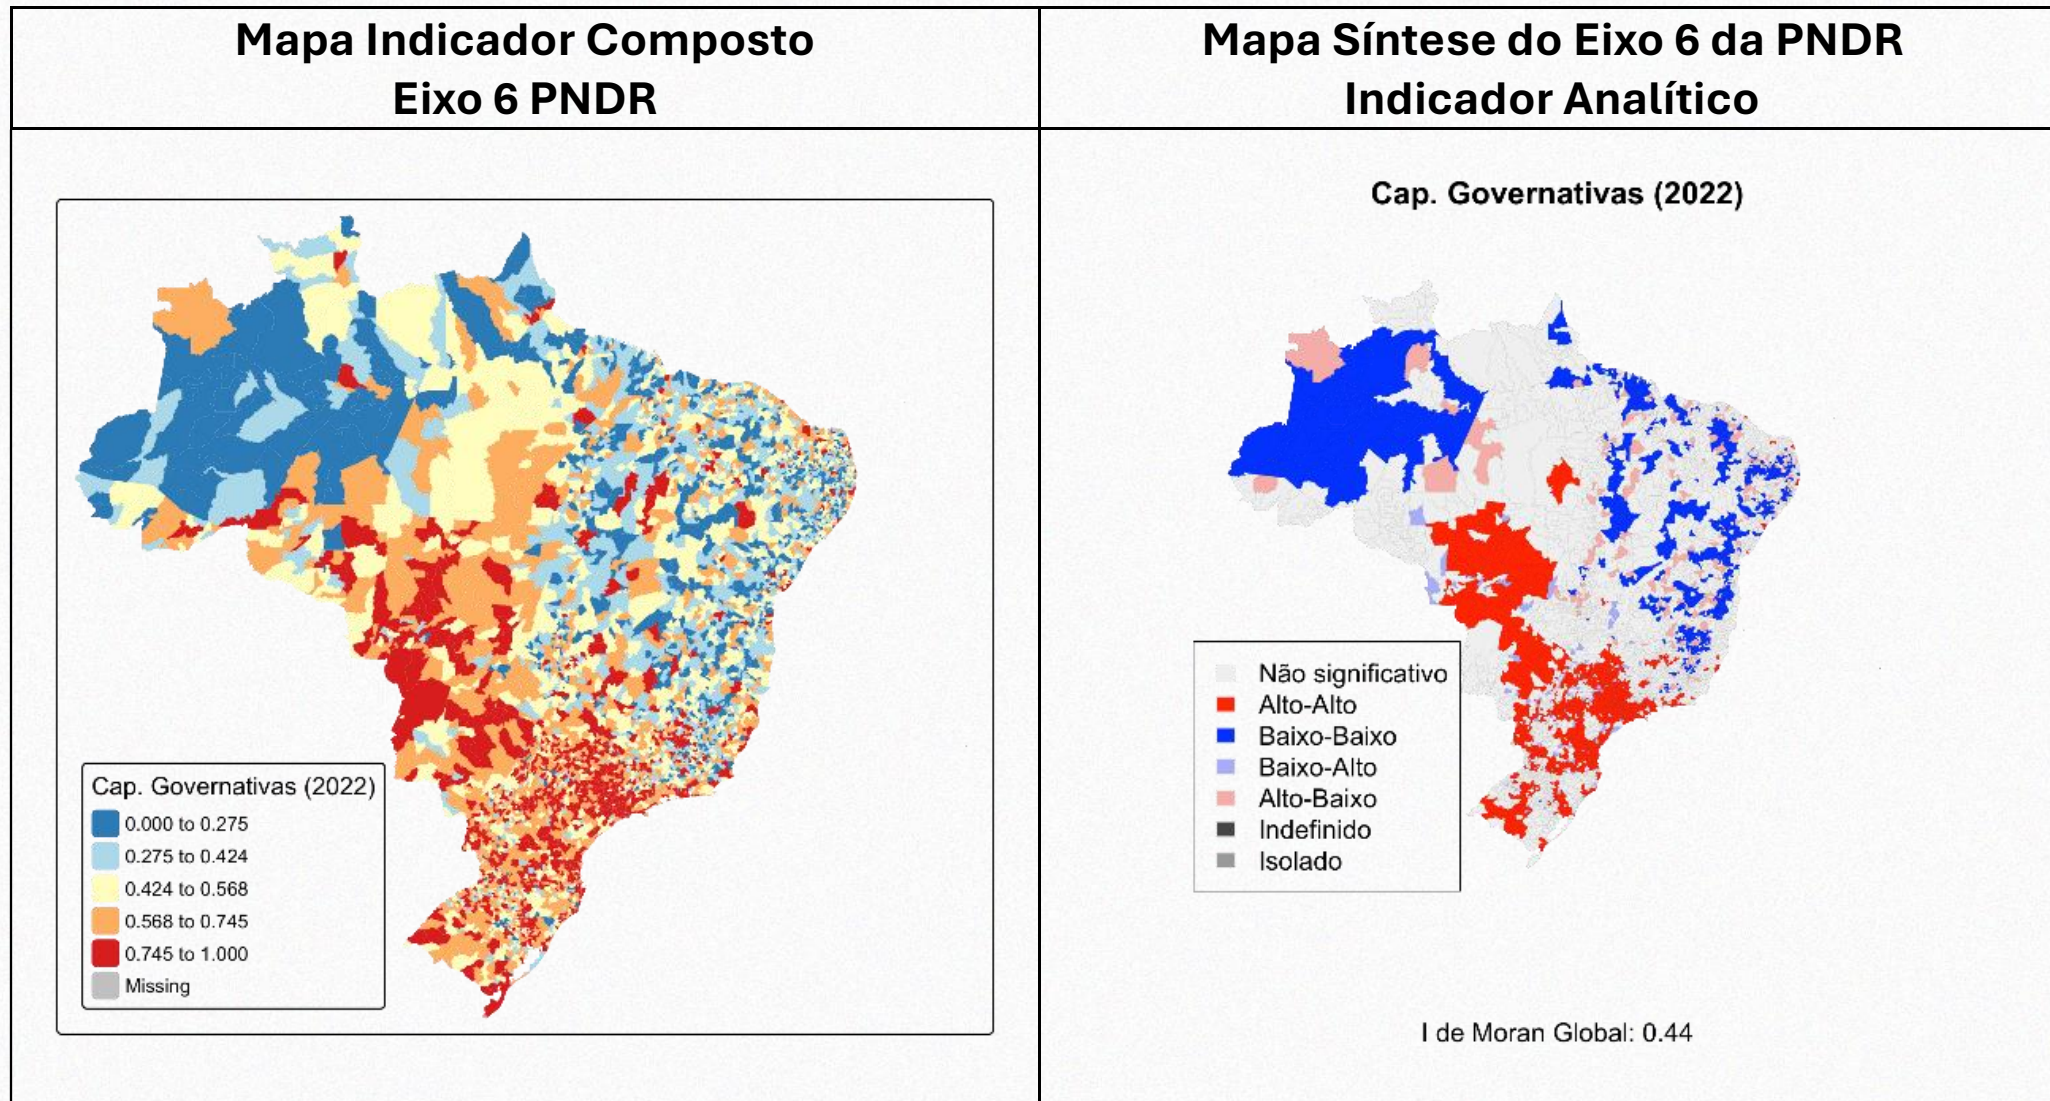 Mapa Indicador Composto
Eixo 6 PNDR
Mapa Síntese do Eixo 6 da PNDR
Indicador Analítico
Cap. Governativas (2022)
0.000 to 0.275
0.275 to 0.424
0.424 to 0.568
0.568 to 0.745
0.745 to 1.000
Missing
Cap. Governativas (2022)
Não significativo
Alto-Alto
Baixo-Baixo
Baixo-Alto
Alto-Baixo
Indefinido
Isolado
I de Moran Global: 0.44